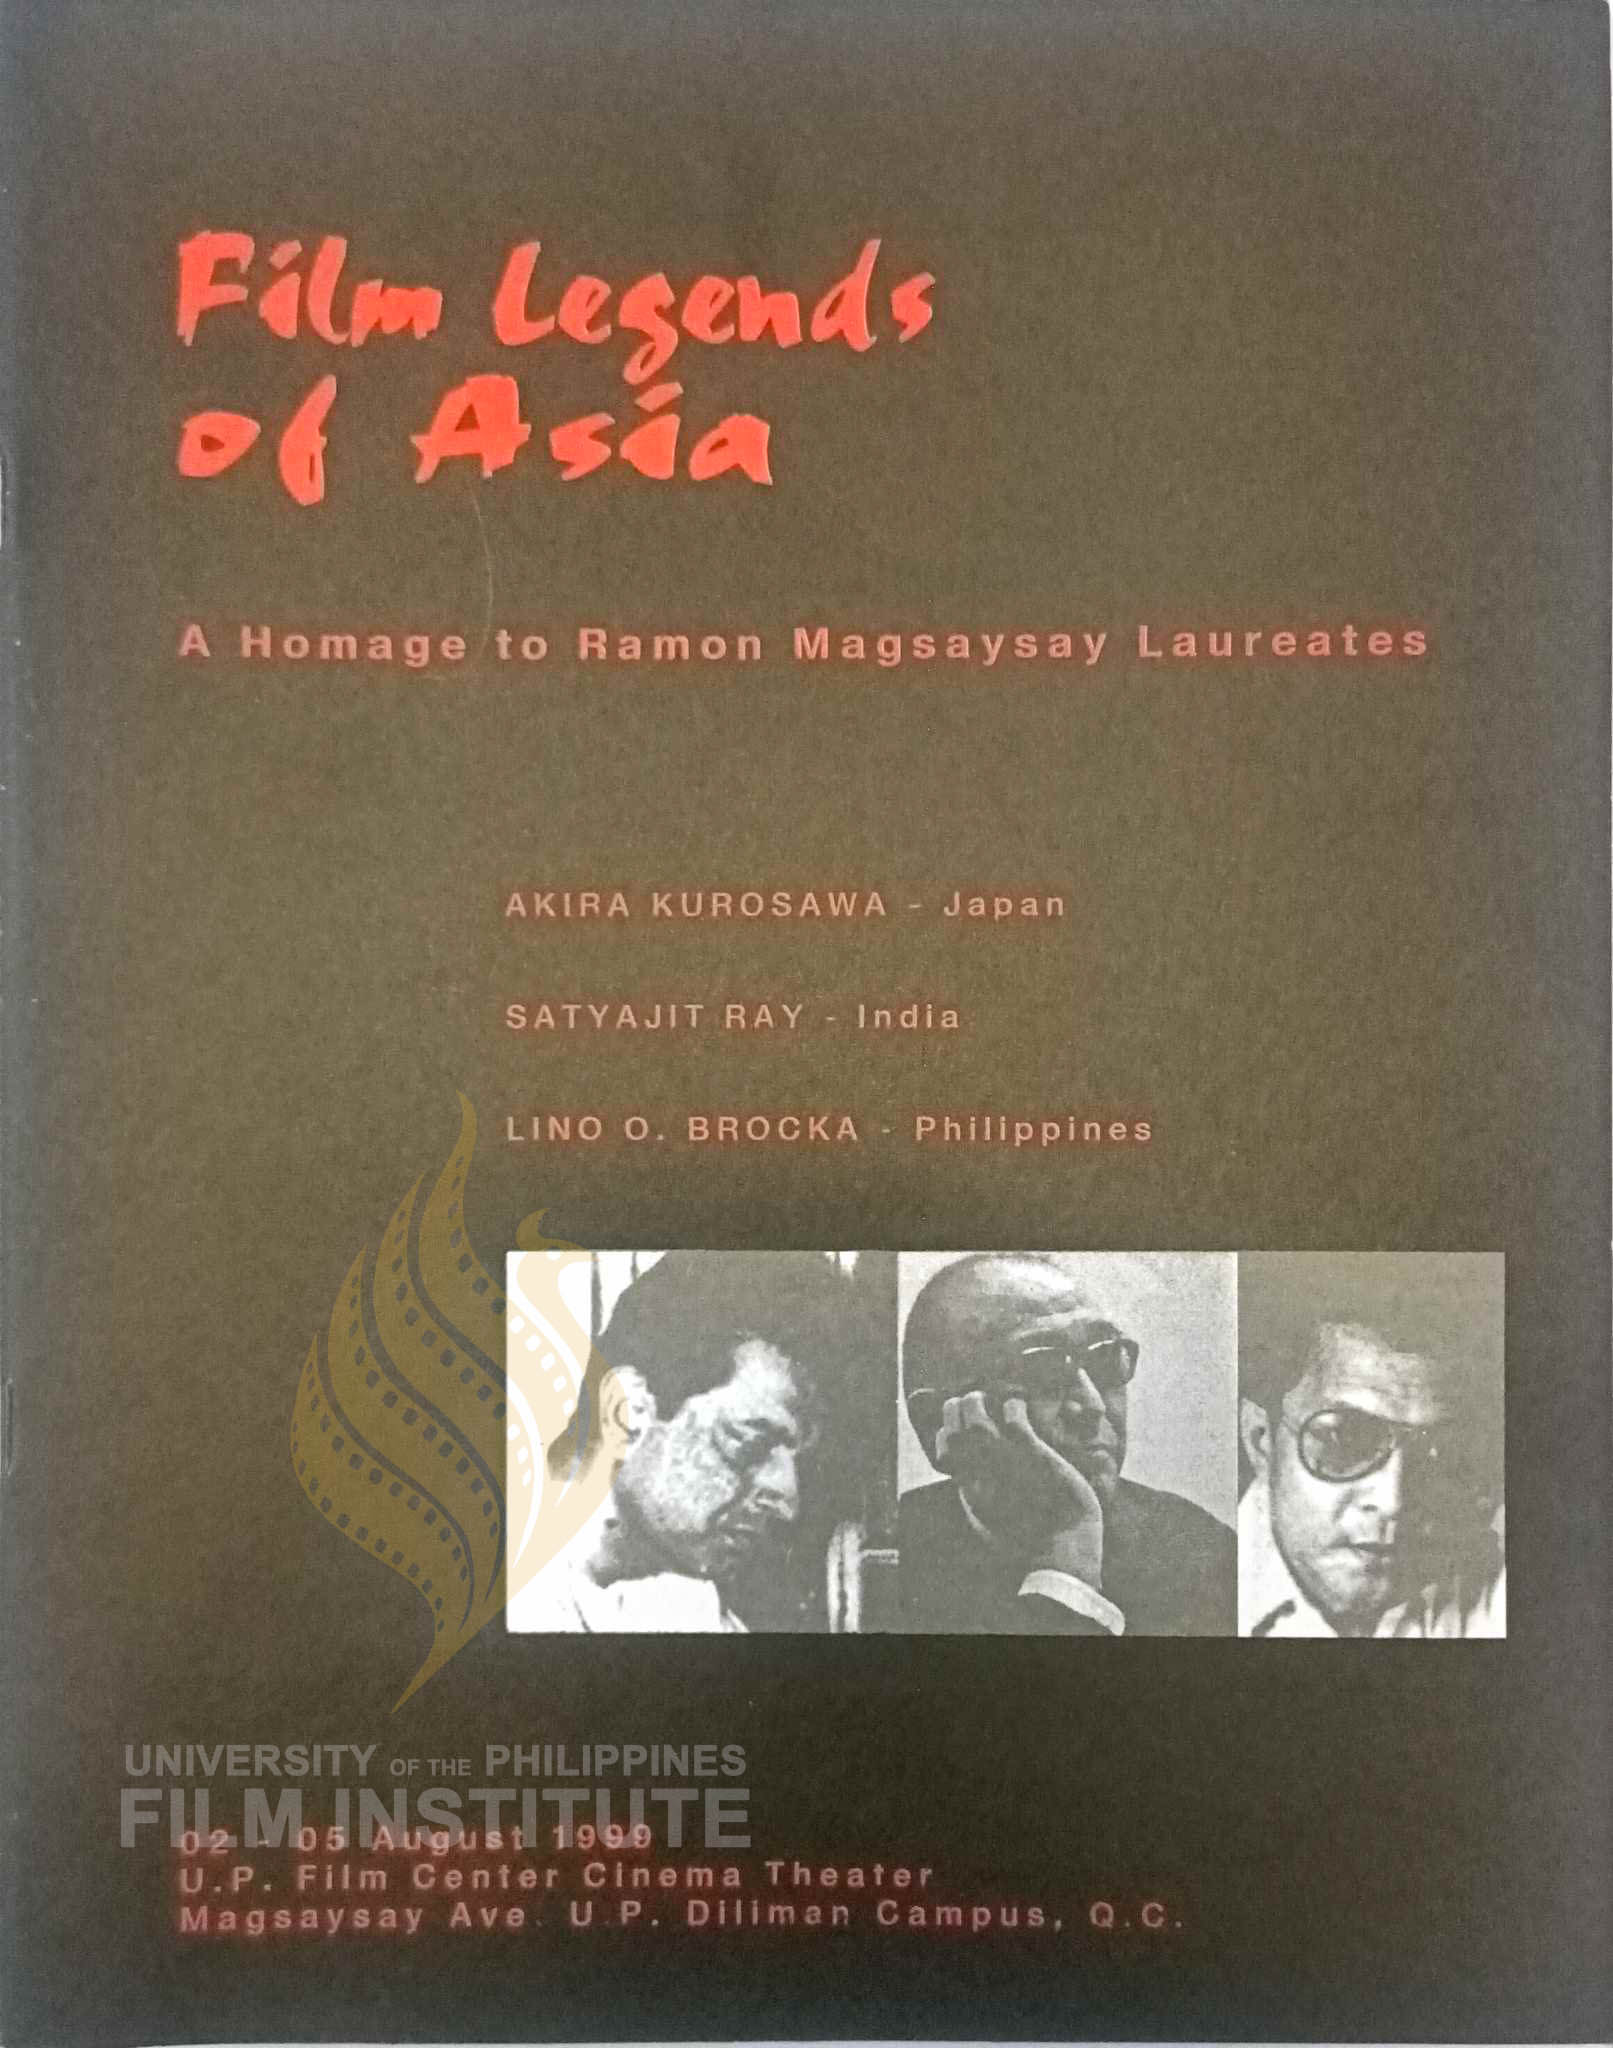 Film Legends
of Asia
A Homage to Ramon Magsaysay Laureates
AKIRA KUROSAWA - Japan
SATYAJIT RAY - India
LINO O. BROCKA - Philippines
UNIVERSITY OF THE PHILIPPINES
FILM INSTITUTE
02 - 05 August 1999
U.P. Film Center Cinema Theater
Magsaysay Ave. U.P. Diliman Campus, Q.C.